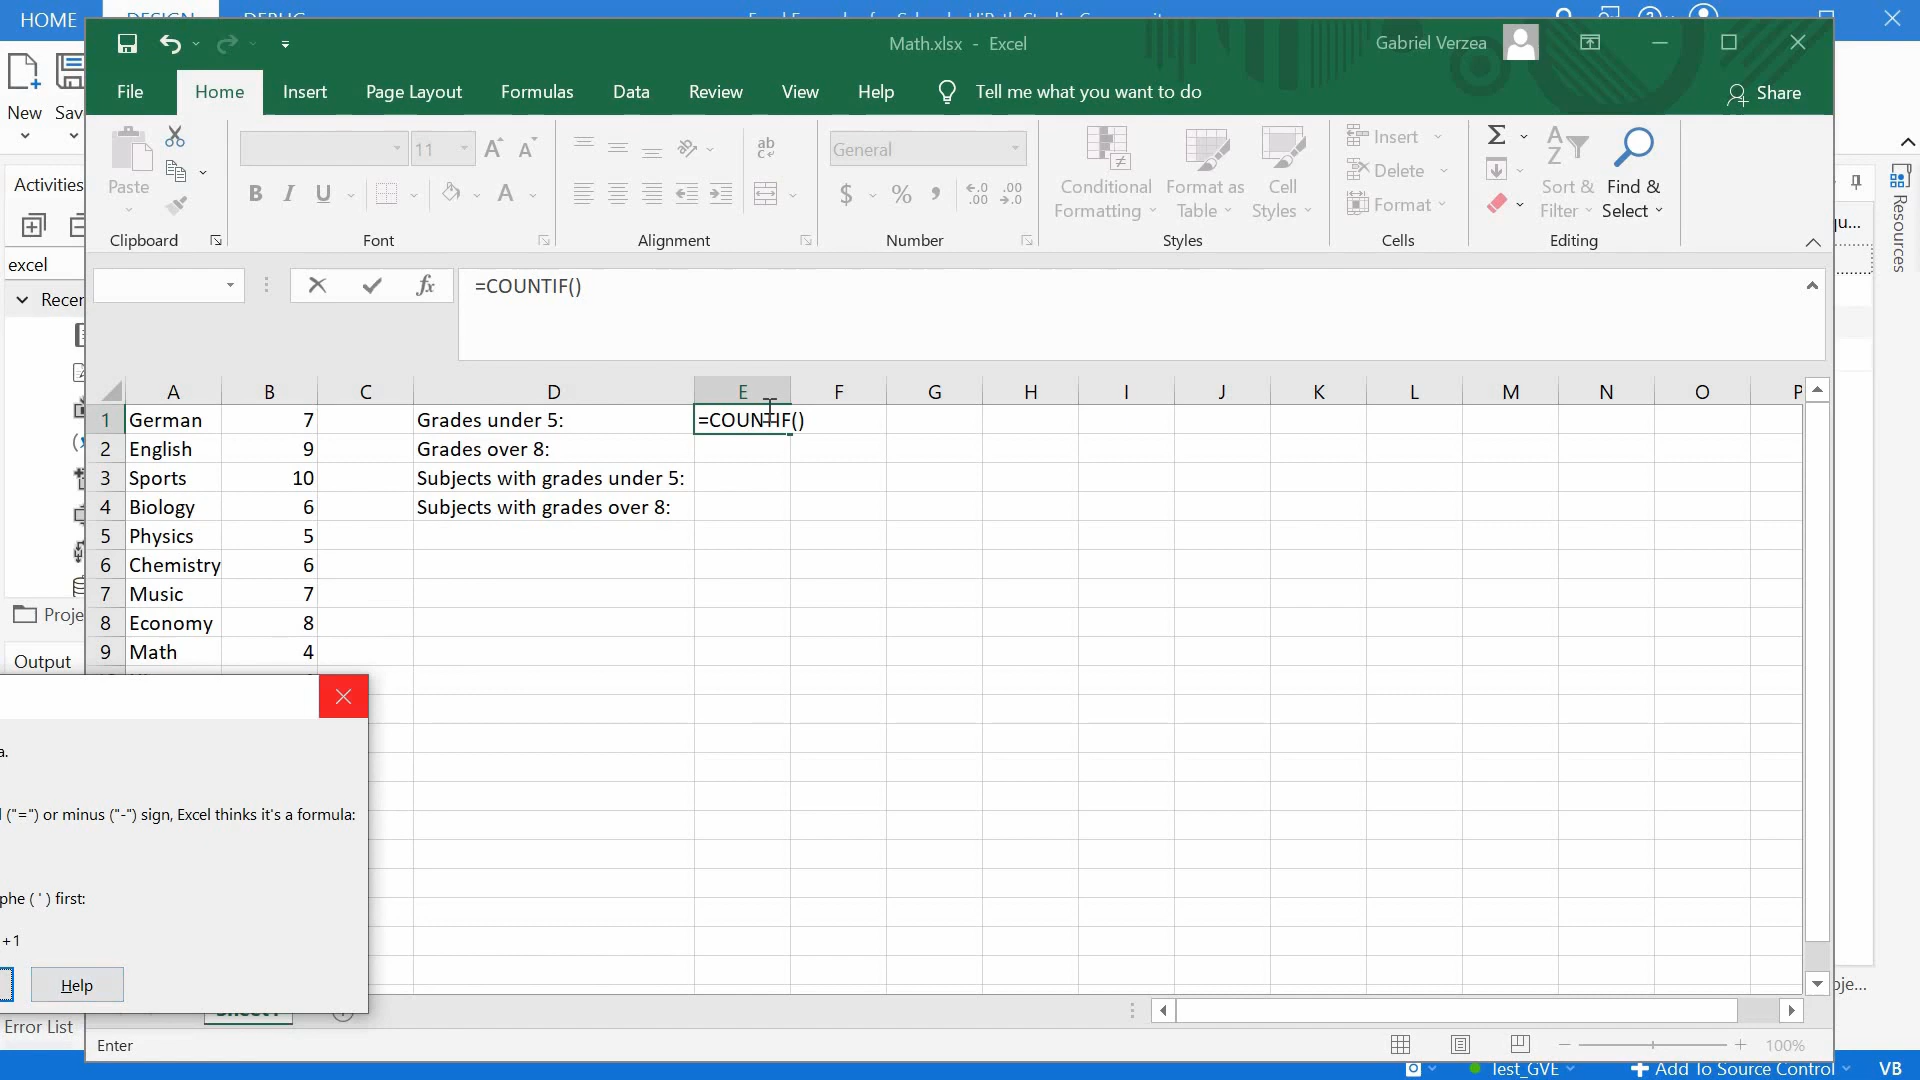 HOME
Math.xlsx - Excel
Gabriel Verzea
File Home Insert Page Layout Formulas Data Review View Help Tell me what you want to do Share
New
Paste
11
General
$ % ,
B I U
Conditional Formatting
Format as Table
Cell Styles
Insert
Delete
Format
Sort & Filter
Find & Select
Clipboard Font Alignment Number Styles Cells Editing
Activities
Resources
excel
=COUNTIF()
A B C D E F G H I J K L M N O P
1 German 7 Grades under 5: =COUNTIF()
2 English 9 Grades over 8:
3 Sports 10 Subjects with grades under 5:
4 Biology 6 Subjects with grades over 8:
5 Physics 5
6 Chemistry 6
7 Music 7
8 Economy 8
9 Math 4
Output
("=") or minus ("-") sign, Excel thinks it's a formula:
( ' ) first:
+1
Help
Error List
Enter
100%
Test_GVE Add To Source Control VB